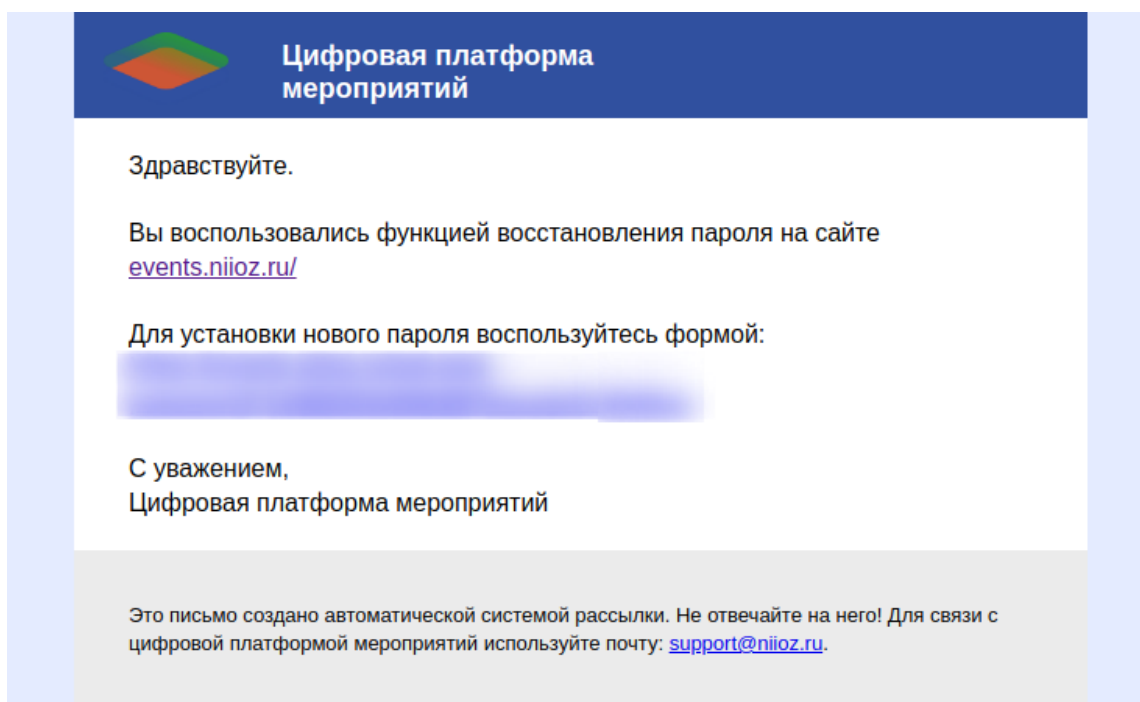 Цифровая платформа
мероприятий
Здравствуйте.
Вы воспользовались функцией восстановления пароля на сайте
events.niioz.ru/
Для установки нового пароля воспользуйтесь формой:
С уважением,
Цифровая платформа мероприятий
Это письмо создано автоматической системой рассылки. Не отвечайте на него! Для связи с
цифровой платформой мероприятий используйте почту: support@niioz.ru.